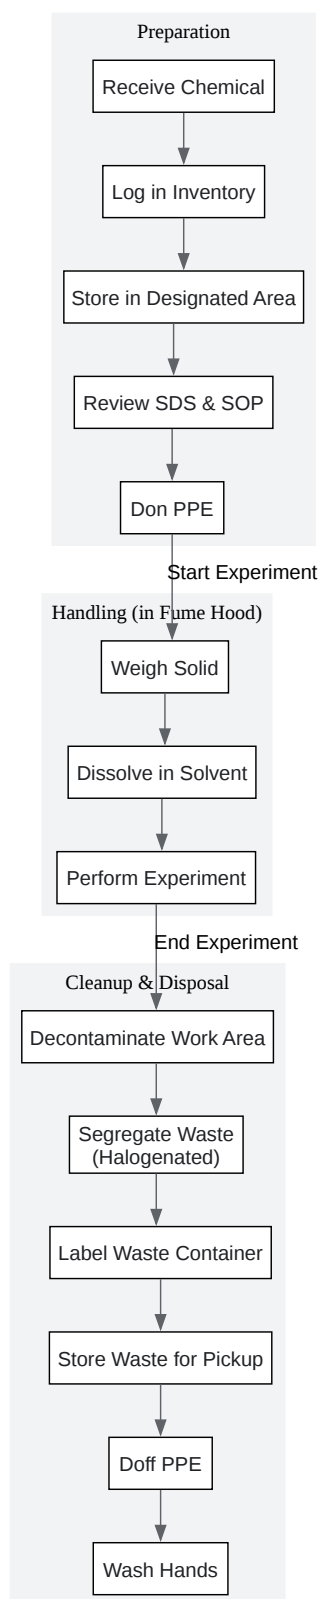 Preparation
Receive Chemical
Log in Inventory
Store in Designated Area
Review SDS & SOP
Don PPE
Start Experiment
Handling (in Fume Hood)
Weigh Solid
Dissolve in Solvent
Perform Experiment
End Experiment
Cleanup & Disposal
Decontaminate Work Area
Segregate Waste
(Halogenated)
Label Waste Container
Store Waste for Pickup
Doff PPE
Wash Hands